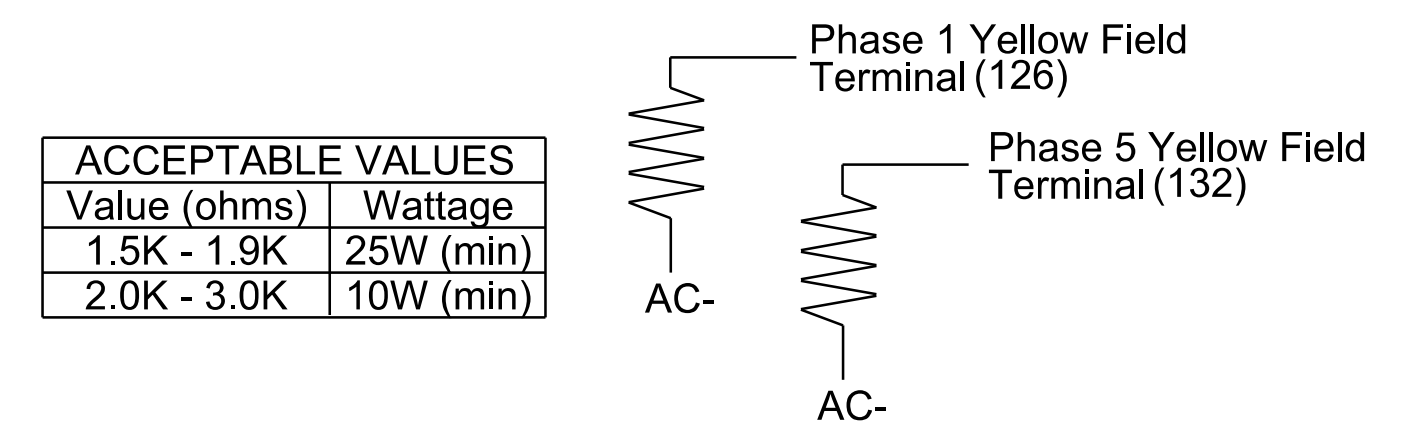 ACCEPTABLE VALUES
Value (ohms) Wattage
1.5K - 1.9K 25W (min)
2.0K - 3.0K 10W (min)
Phase 1 Yellow Field
Terminal (126)
AC-
Phase 5 Yellow Field
Terminal (132)
AC-